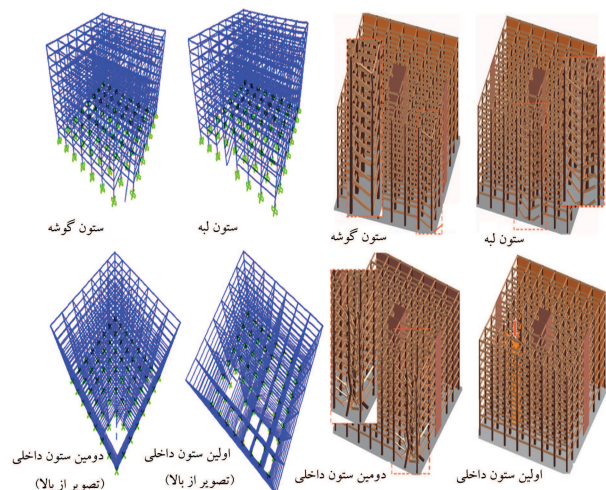 ستون لبه
ستون گوشه
ستون لبه
ستون گوشه
اولین ستون داخلی
دومین ستون داخلی
اولین ستون داخلی
(تصویر از بالا)
دومین ستون داخلی
(تصویر از بالا)